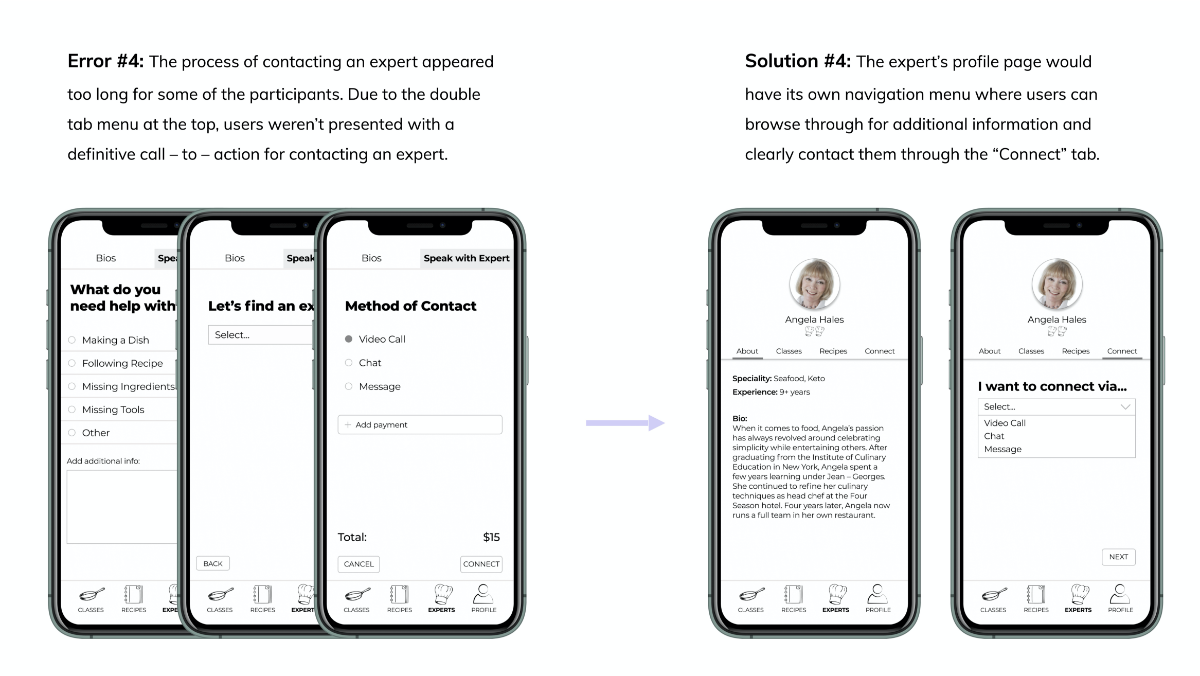 Error #4: The process of contacting an expert appeared
too long for some of the participants. Due to the double
tab menu at the top, users weren't presented with a
definitive call – to – action for contacting an expert.
Solution #4: The expert's profile page would
have its own navigation menu where users can
browse through for additional information and
clearly contact them through the “Connect” tab.
Bios
What do you
need help with
Making a Dish
Following Recipe
Missing Ingredients
Missing Tools
Other
Add additional info:
CLASSES RECIPES
Bios Speak
Let's find an ex
Select...
BACK
CLASSES RECIPES
Bios Speak with Expert
Method of Contact
Video Call
Chat
Message
+ Add payment
Total: $15
CANCEL CONNECT
CLASSES RECIPES EXPERTS PROFILE
Angela Hales
About Classes Recipes Connect
Speciality: Seafood, Keto
Experience: 9+ years
Bio:
When it comes to food, Angela's passion
has always revolved around celebrating
simplicity while entertaining others. After
graduating from the Institute of Culinary
Education in New York, Angela spent a
few years learning under Jean – Georges.
She continued to refine her culinary
techniques as head chef at the Four
Season hotel. Four years later, Angela now
runs a full team in her own restaurant.
CLASSES RECIPES EXPERTS PROFILE
Angela Hales
About Classes Recipes Connect
I want to connect via...
Select...
Video Call
Chat
Message
NEXT
CLASSES RECIPES EXPERTS PROFILE